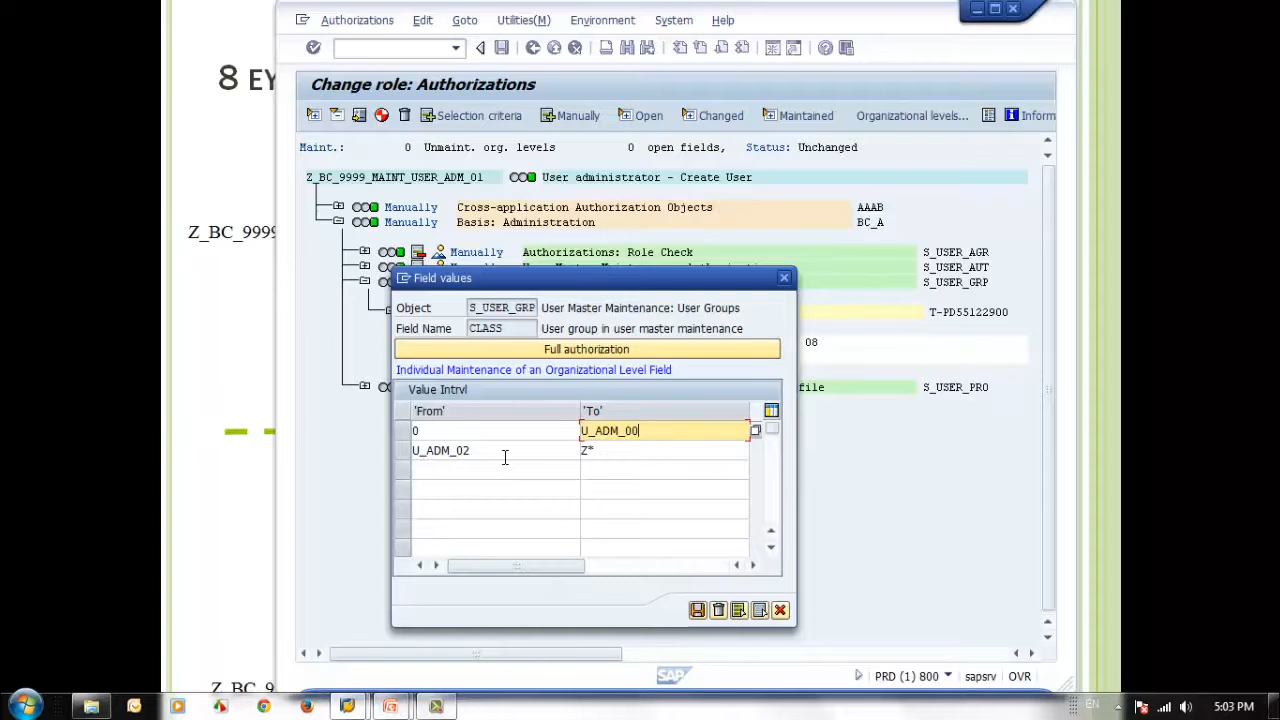 Authorizations Edit Goto Utilities(M) Environment System Help
8 EY
Change role: Authorizations
Selection criteria Manually Open Changed Maintained Organizational levels... Inform
Maint.: 0 Unmaint. org. levels 0 open fields, Status: Unchanged
Z_BC_9999_MAINT_USER_ADM_01 User administrator - Create User
Manually Cross-application Authorization Objects AAAB
Manually Basis: Administration BC_A
Z_BC_9999
Manually Authorizations: Role Check S_USER_AGR
S_USER_AUT
Field values
S_USER_GRP
Object S_USER_GRP User Master Maintenance: User Groups
T-PD55122900
Field Name CLASS User group in user master maintenance
08
Full authorization
Individual Maintenance of an Organizational Level Field
file S_USER_PRO
Value Intrvl
'From' 'To'
0 U_ADM_00
U_ADM_02 Z*
SAP
PRD (1) 800 sapsrv OVR
Z_BC_9
EN 5:03 PM